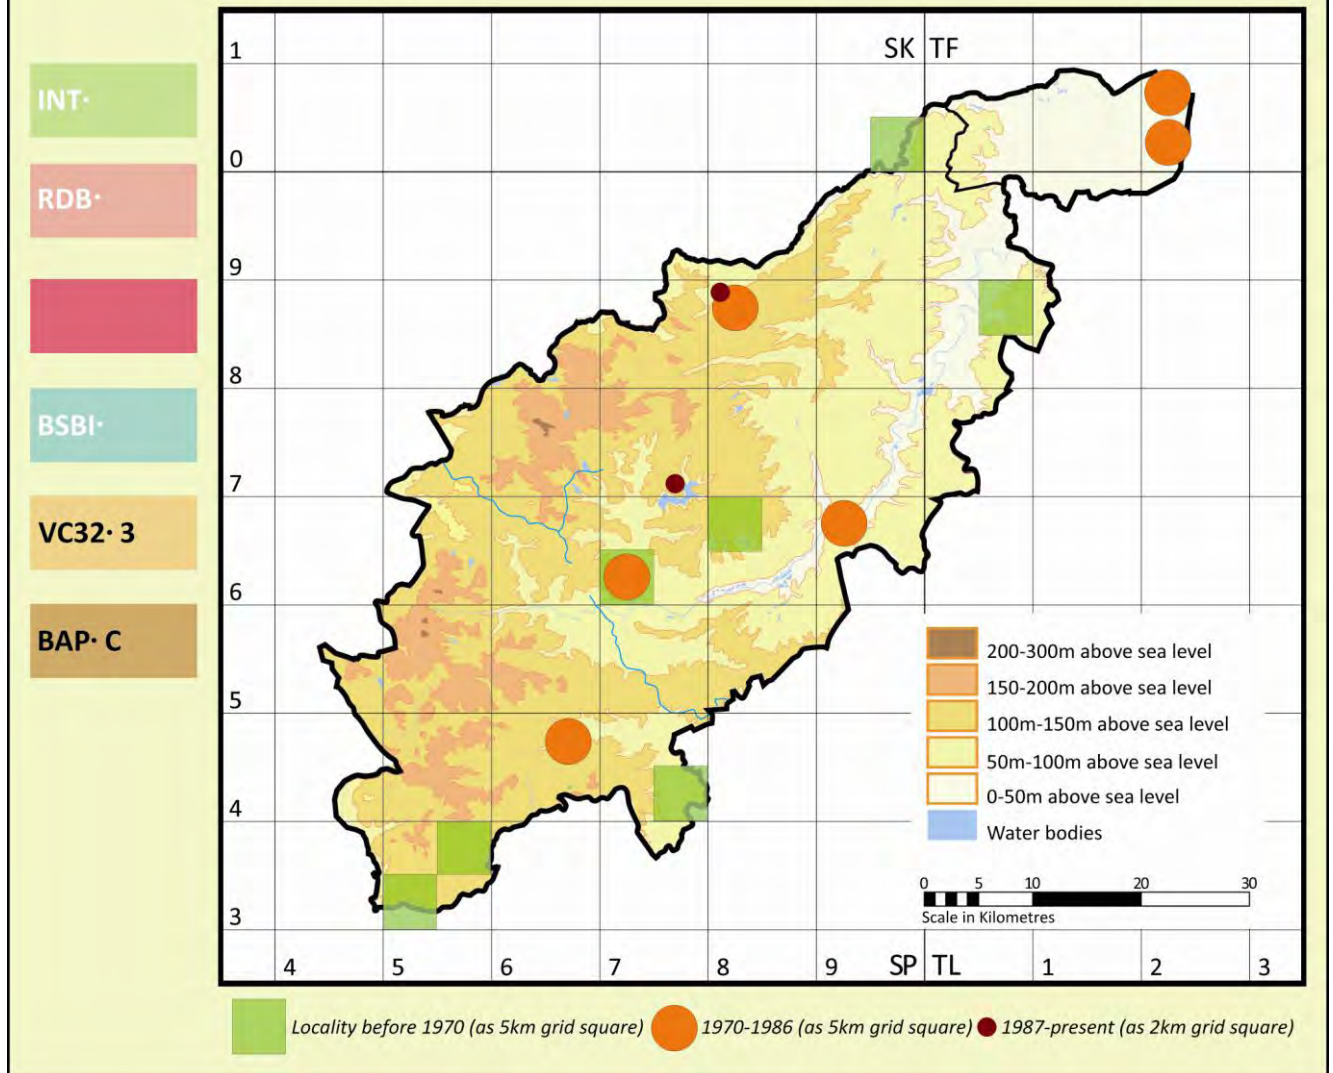 INT·
RDB·
BSBI·
VC32· 3
BAP· C
SK TF
1
0
9
8
7
6
5
4
3
4 5 6 7 8 9 SP TL 1 2 3
200-300m above sea level
150-200m above sea level
100m-150m above sea level
50m-100m above sea level
0-50m above sea level
Water bodies
0 5 10 20 30
Scale in Kilometres
Locality before 1970 (as 5km grid square) 1970-1986 (as 5km grid square) 1987-present (as 2km grid square)